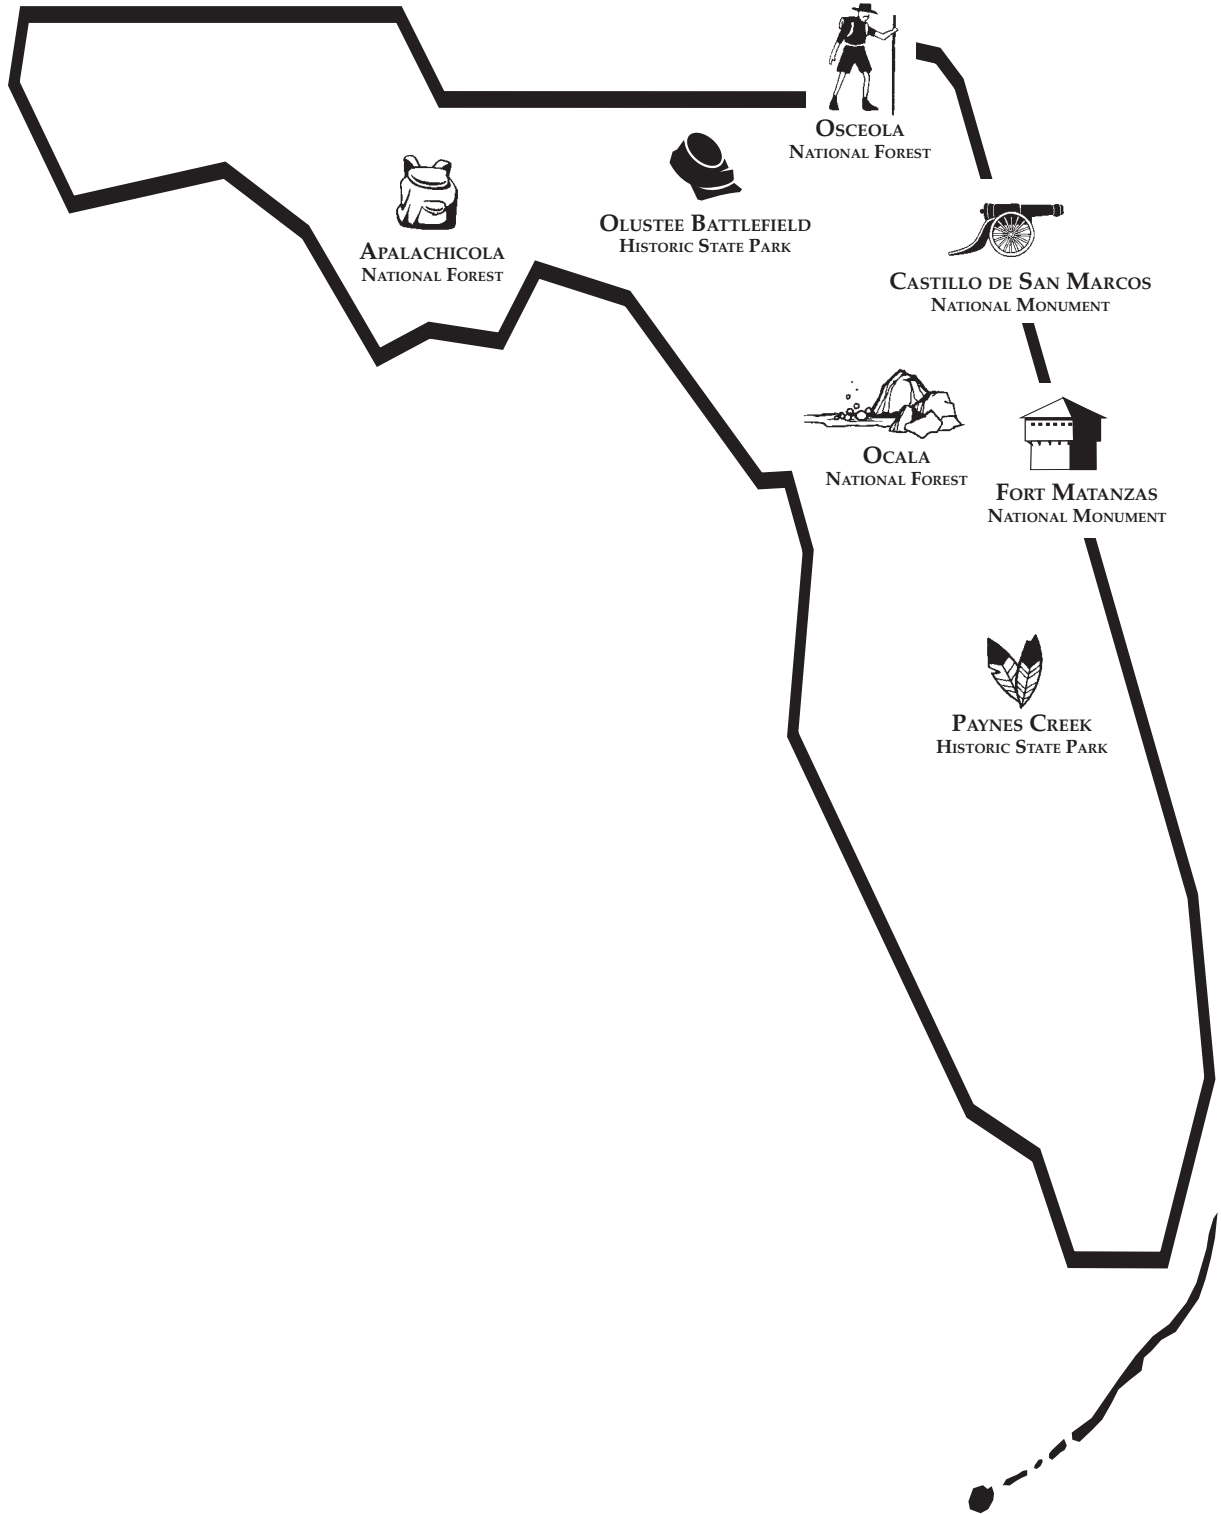 Osceola
National Forest
Olustee Battlefield
Historic State Park
Apalachicola
National Forest
Castillo de San Marcos
National Monument
Ocala
National Forest
Fort Matanzas
National Monument
Paynes Creek
Historic State Park